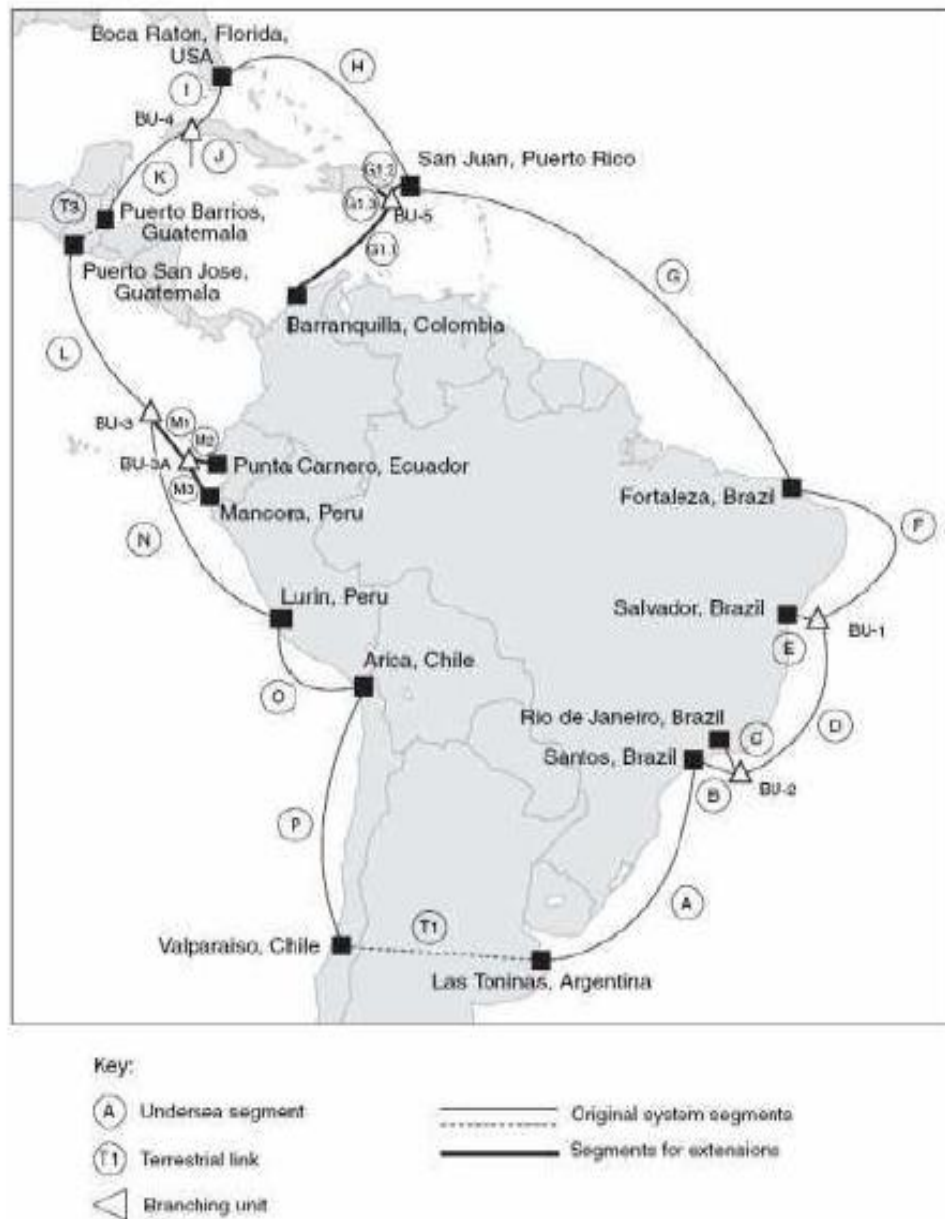 Boca Raton, Florida,
USA
H
I
BU-4
J
K
San Juan, Puerto Rico
G1.2
G1.3
BU-5
G1.1
T3
Puerto Barrios,
Guatemala
Puerto San Jose,
Guatemala
G
Barranquilla, Colombia
L
BU-3
M1
M2
BU-3A
Punta Carnero, Ecuador
M3
Mancora, Peru
Fortaleza, Brazil
F
N
Lurin, Peru
Salvador, Brazil
BU-1
E
Arica, Chile
O
Rio de Janeiro, Brazil
C
D
Santos, Brazil
B
BU-2
P
A
T1
Valparaiso, Chile
Las Toninas, Argentina
Key:
A Undersea segment
T1 Terrestrial link
Branching unit
Original system segments
Segments for extensions